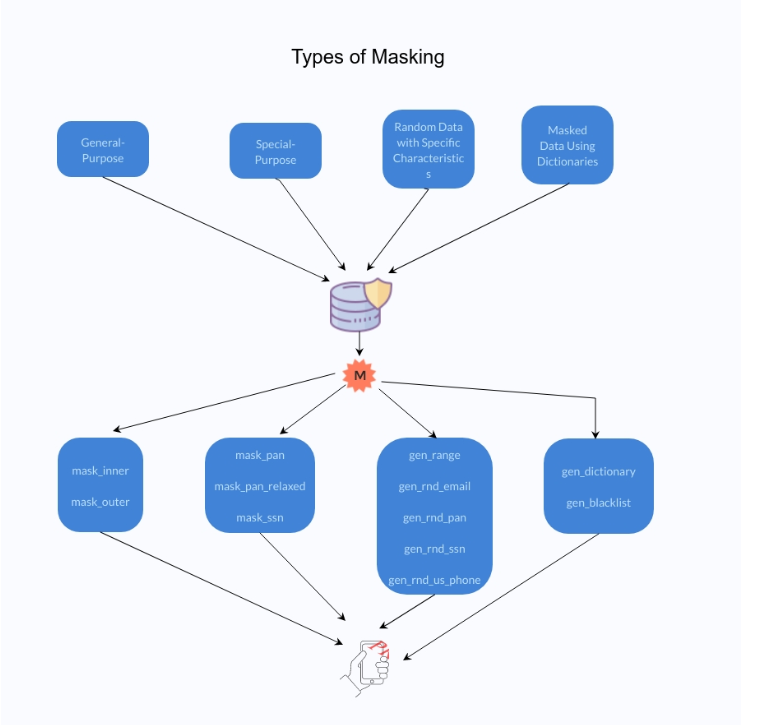 Types of Masking
General-
Purpose
Special-
Purpose
Random Data
with Specific
Characteristic
s
Masked
Data Using
Dictionaries
M
mask_inner
mask_outer
mask_pan
mask_pan_relaxed
mask_ssn
gen_range
gen_rnd_email
gen_rnd_pan
gen_rnd_ssn
gen_rnd_us_phone
gen_dictionary
gen_blacklist